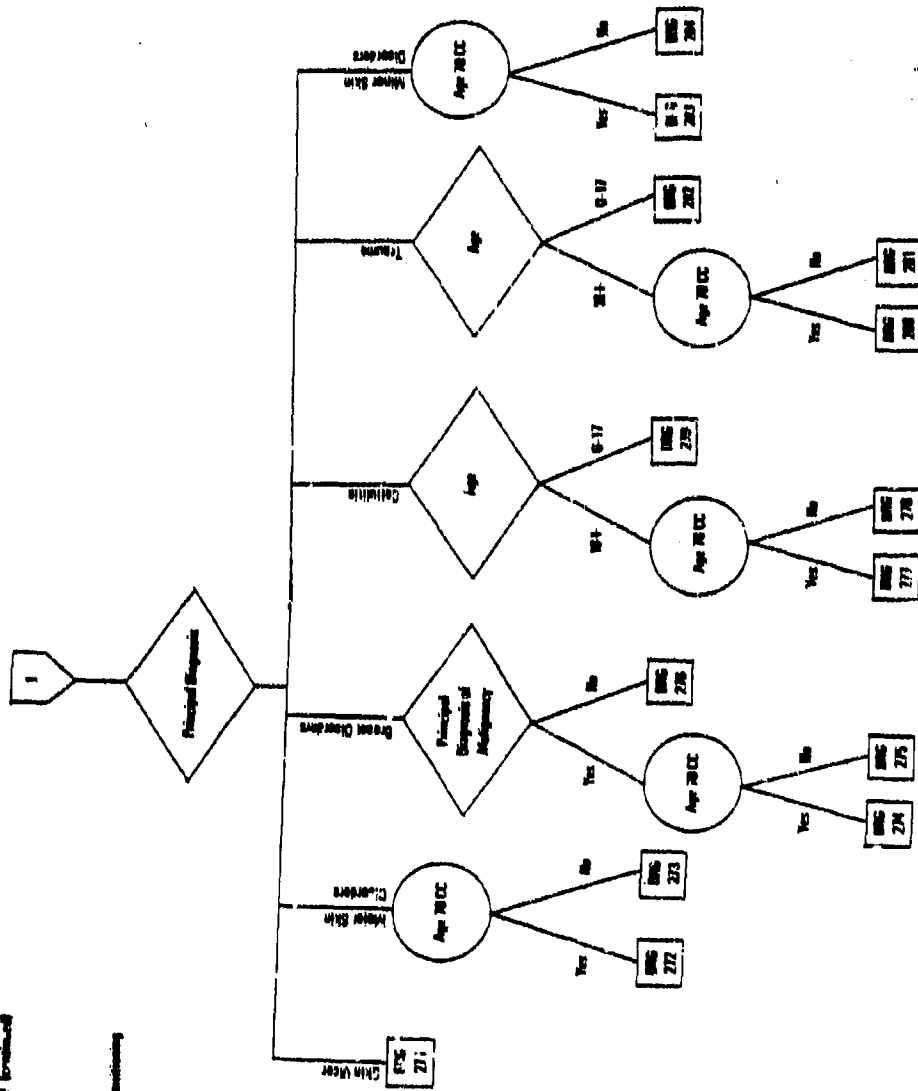 1
Principal Diagnosis
Skin Ulcer
DRG
271
Major Skin
Disorders
Age 70 CC
Yes
No
DRG
272
DRG
273
Breast Disorders
Principal
Diagnosis of
Malignancy
Yes
No
Age 70 CC
DRG
276
Yes
No
DRG
274
DRG
275
Cellulitis
Age
18+
0-17
Age 70 CC
DRG
279
Yes
No
DRG
277
DRG
278
Trauma
Age
18+
0-17
Age 70 CC
DRG
282
Yes
No
DRG
280
DRG
281
Minor Skin
Disorders
Age 70 CC
Yes
No
DRG
283
DRG
284